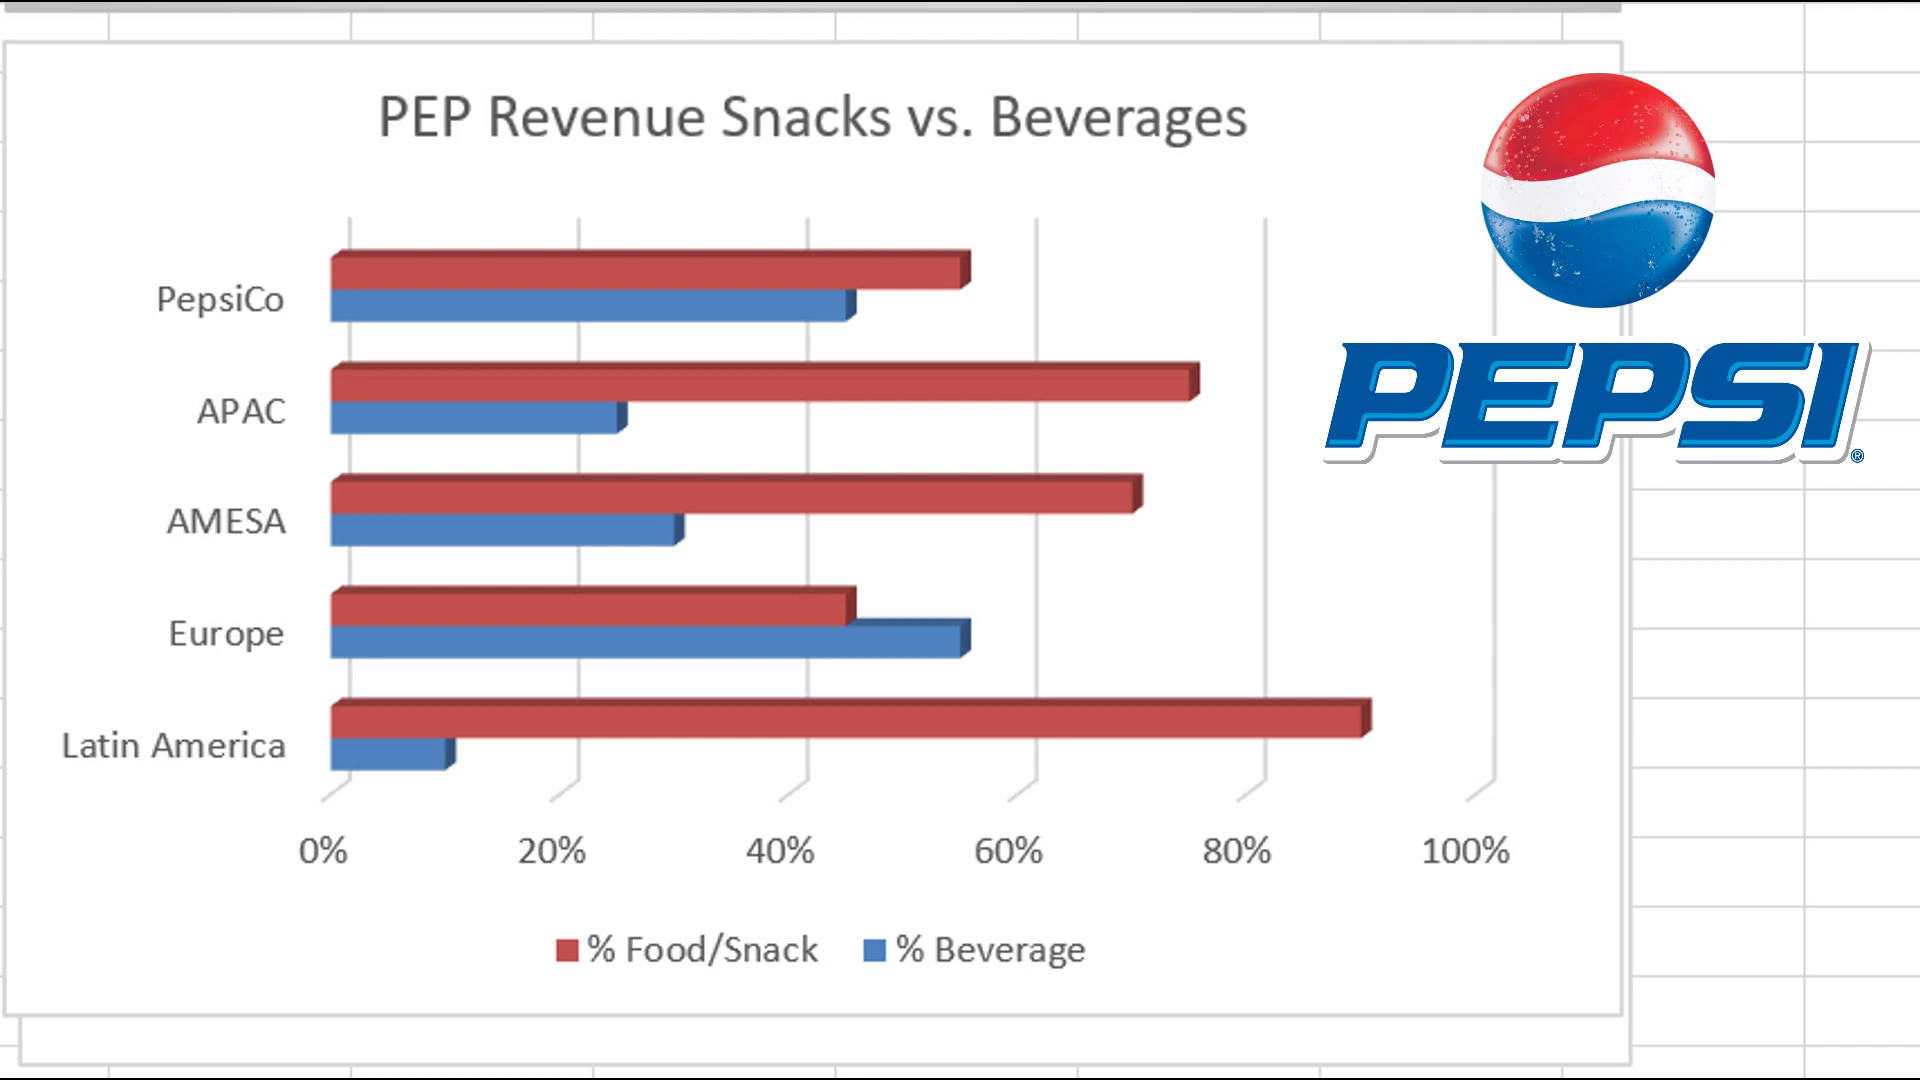 PEP Revenue Snacks vs. Beverages
PepsiCo
APAC
AMESA
Europe
Latin America
0% 20% 40% 60% 80% 100%
% Food/Snack % Beverage
PEPSI®